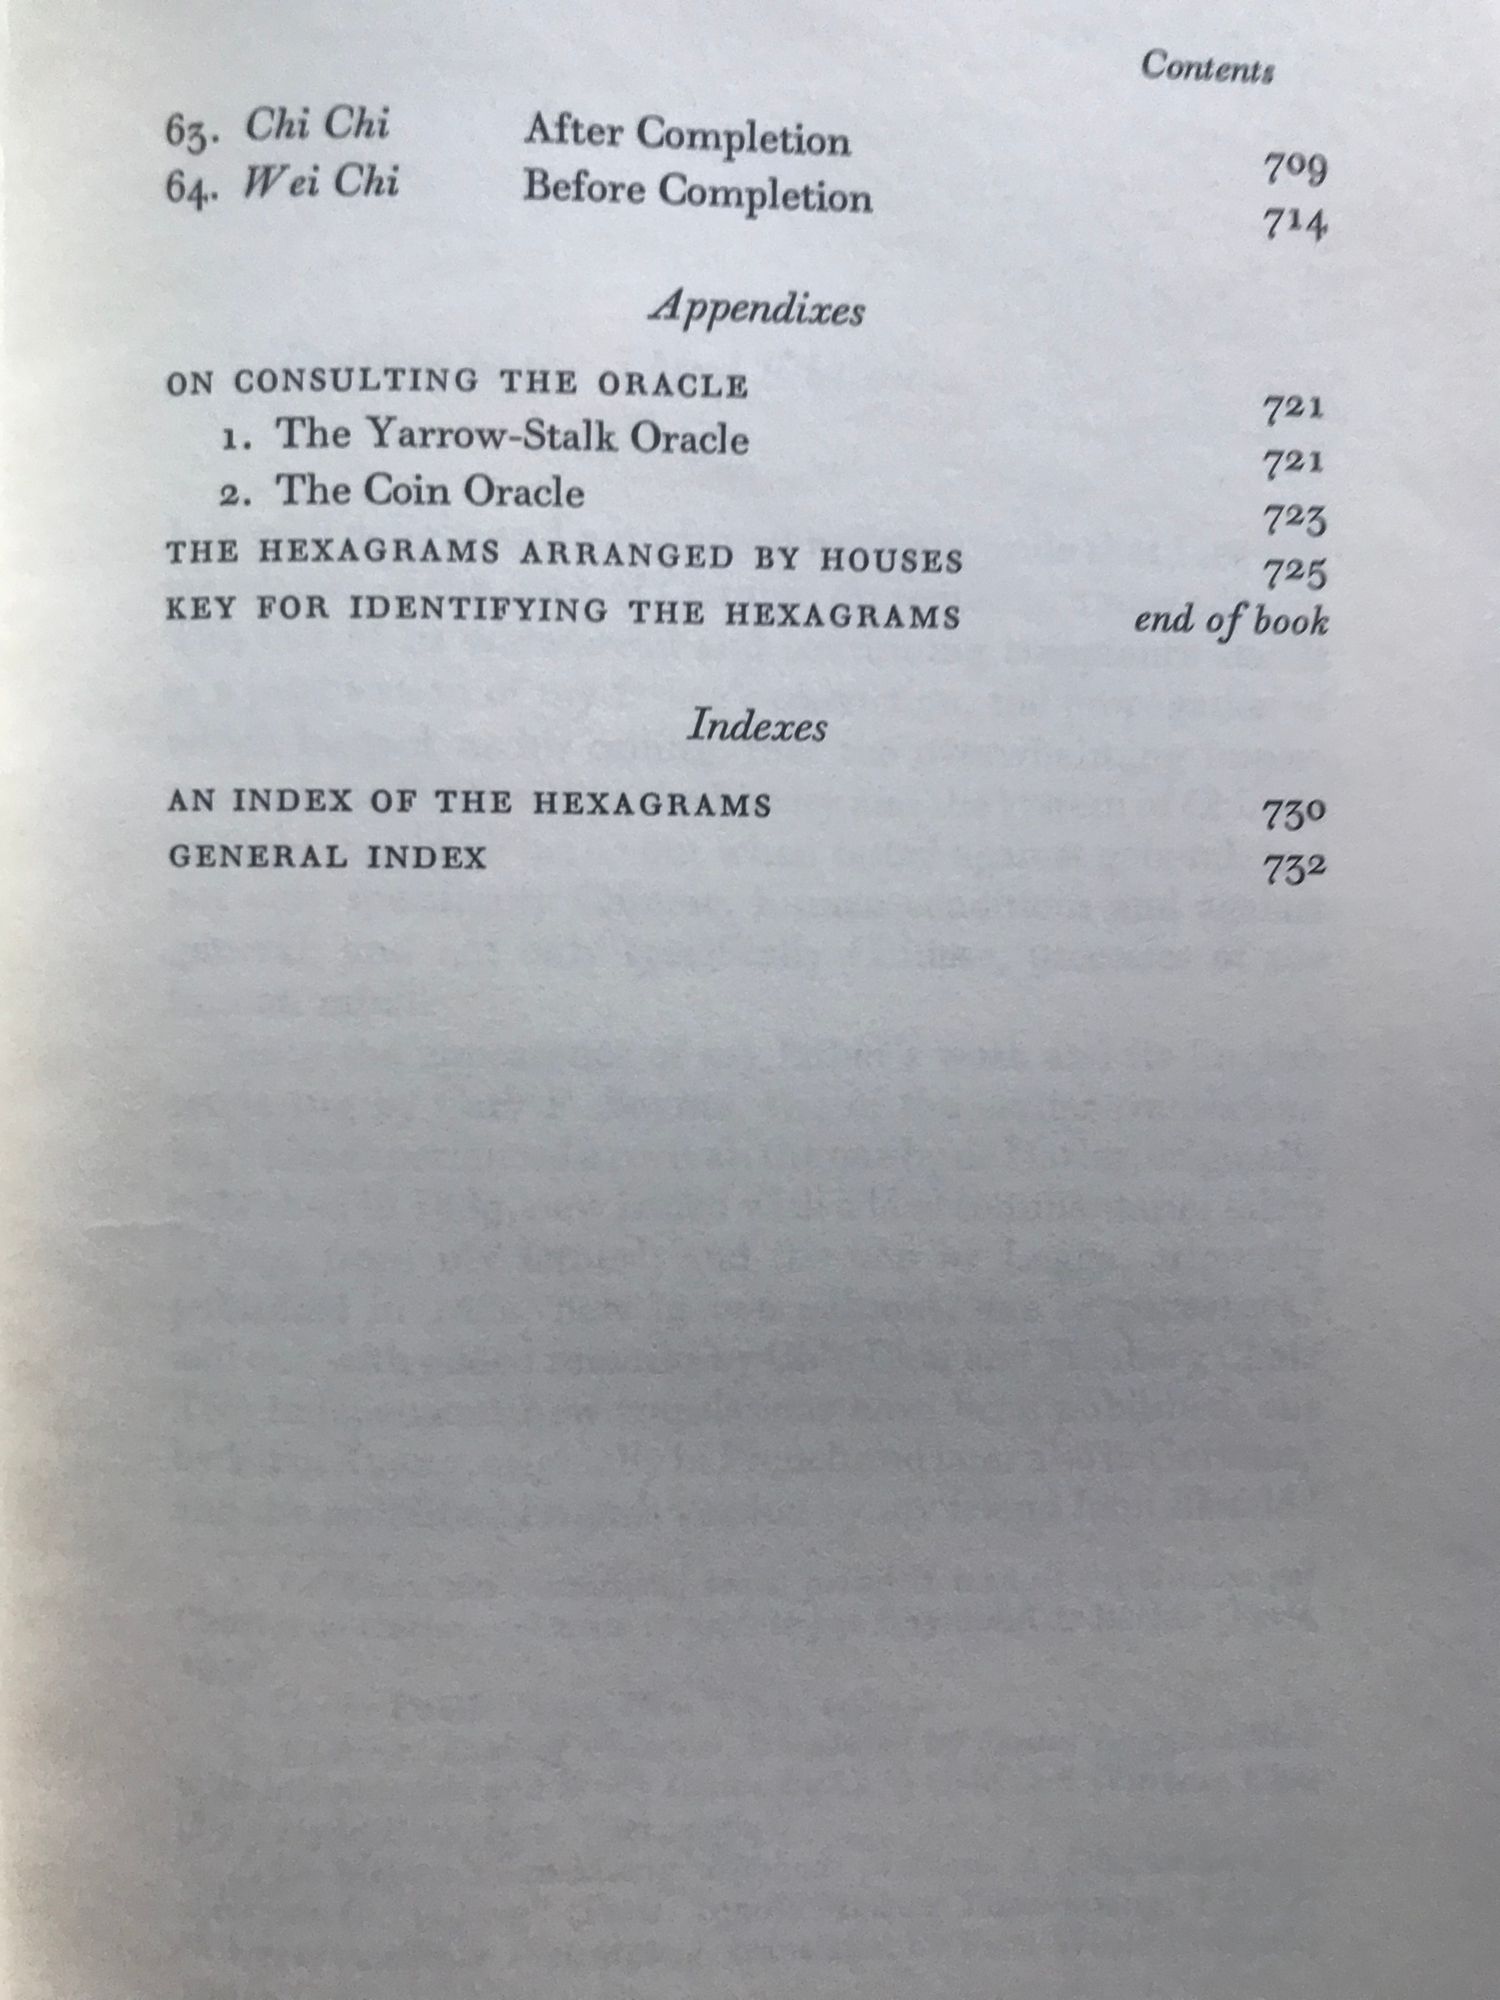 Contents
63. Chi Chi After Completion 709
64. Wei Chi Before Completion 714
Appendixes
ON CONSULTING THE ORACLE 721
1. The Yarrow-Stalk Oracle 721
2. The Coin Oracle 723
THE HEXAGRAMS ARRANGED BY HOUSES 725
KEY FOR IDENTIFYING THE HEXAGRAMS end of book
Indexes
AN INDEX OF THE HEXAGRAMS 730
GENERAL INDEX 732